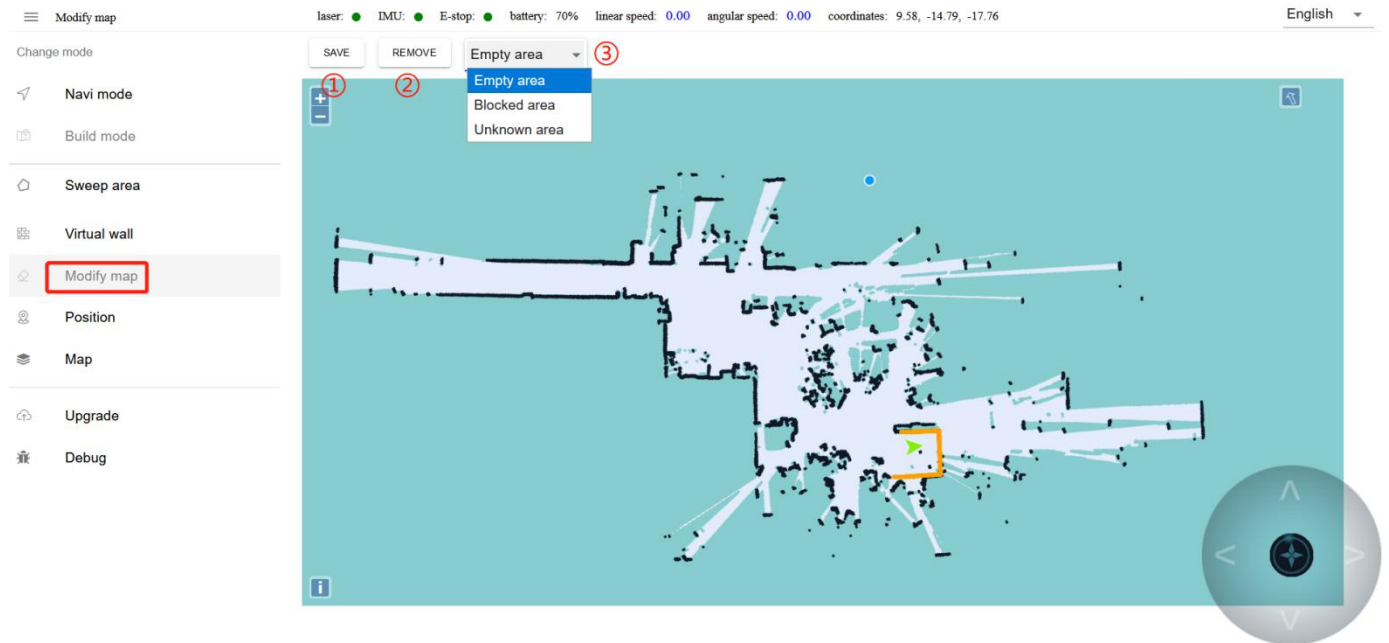 Modify map
laser: IMU: E-stop: battery: 70% linear speed: 0.00 angular speed: 0.00 coordinates: 9.58, -14.79, -17.76
English
Change mode
Navi mode
Build mode
Sweep area
Virtual wall
Modify map
Position
Map
Upgrade
Debug
SAVE REMOVE Empty area ③
① ②
Empty area
Blocked area
Unknown area
+
−
i